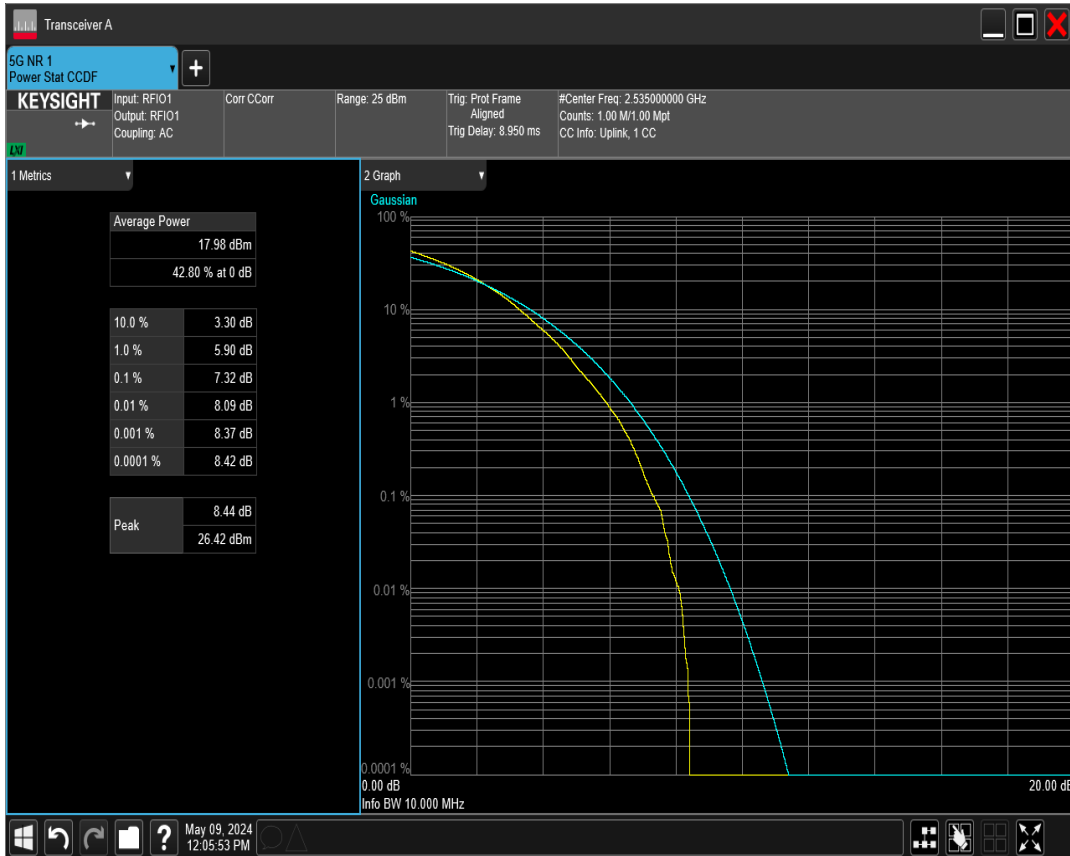 Transceiver A
5G NR 1
Power Stat CCDF
KEYSIGHT
LXI
Input: RFIO1
Output: RFIO1
Coupling: AC
Corr CCorr
Range: 25 dBm
Trig: Prot Frame
Aligned
Trig Delay: 8.950 ms
#Center Freq: 2.535000000 GHz
Counts: 1.00 M/1.00 Mpt
CC Info: Uplink, 1 CC
1 Metrics
Average Power
17.98 dBm
42.80 % at 0 dB
10.0 % 3.30 dB
1.0 % 5.90 dB
0.1 % 7.32 dB
0.01 % 8.09 dB
0.001 % 8.37 dB
0.0001 % 8.42 dB
Peak
8.44 dB
26.42 dBm
2 Graph
Gaussian
100 %
10 %
1 %
0.1 %
0.01 %
0.001 %
0.0001 %
0.00 dB 20.00 dB
Info BW 10.000 MHz
?
May 09, 2024
12:05:53 PM